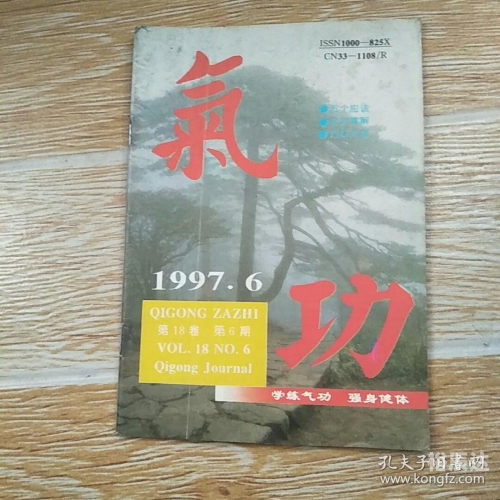 ISSN1000—825X
CN33—1108/R
氣
功
1997.6
QIGONG ZAZHI
第18卷 第6期
VOL. 18 NO. 6
Qigong Journal
学练气功 强身健体
孔夫子旧书网
www.kongfz.com